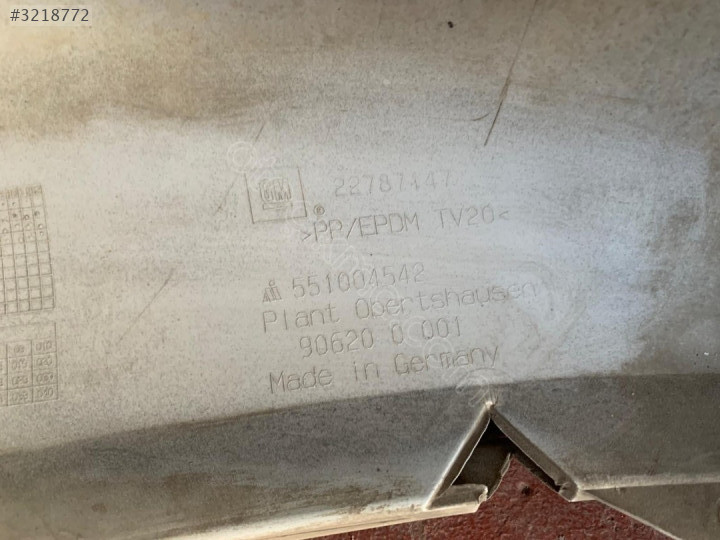 #3218772
22787447
>PP/EPDM TV20<
551004542
Plant Obertshausen
90620 0 001
Made in Germany